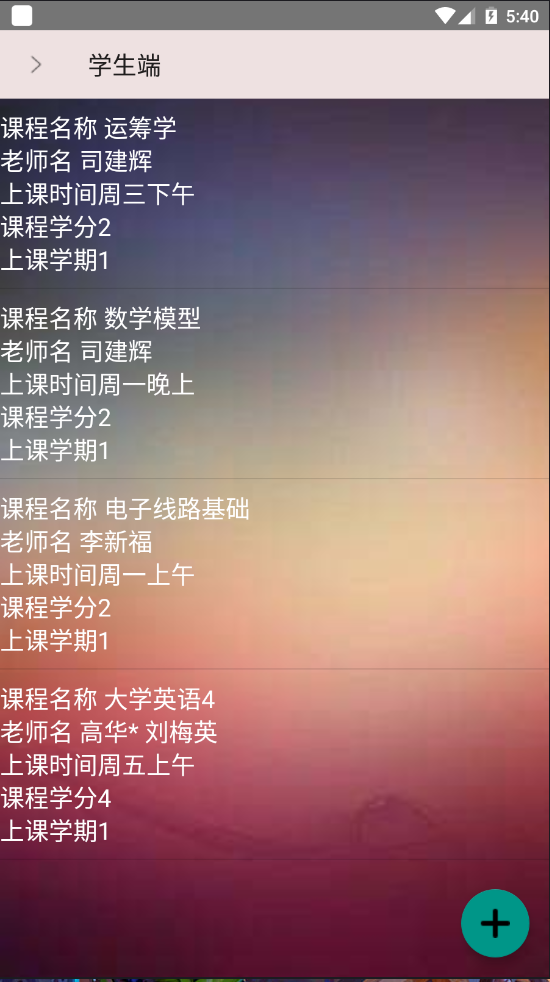 5:40
学生端
课程名称 运筹学
老师名 司建辉
上课时间周三下午
课程学分2
上课学期1
课程名称 数学模型
老师名 司建辉
上课时间周一晚上
课程学分2
上课学期1
课程名称 电子线路基础
老师名 李新福
上课时间周一上午
课程学分2
上课学期1
课程名称 大学英语4
老师名 高华* 刘梅英
上课时间周五上午
课程学分4
上课学期1